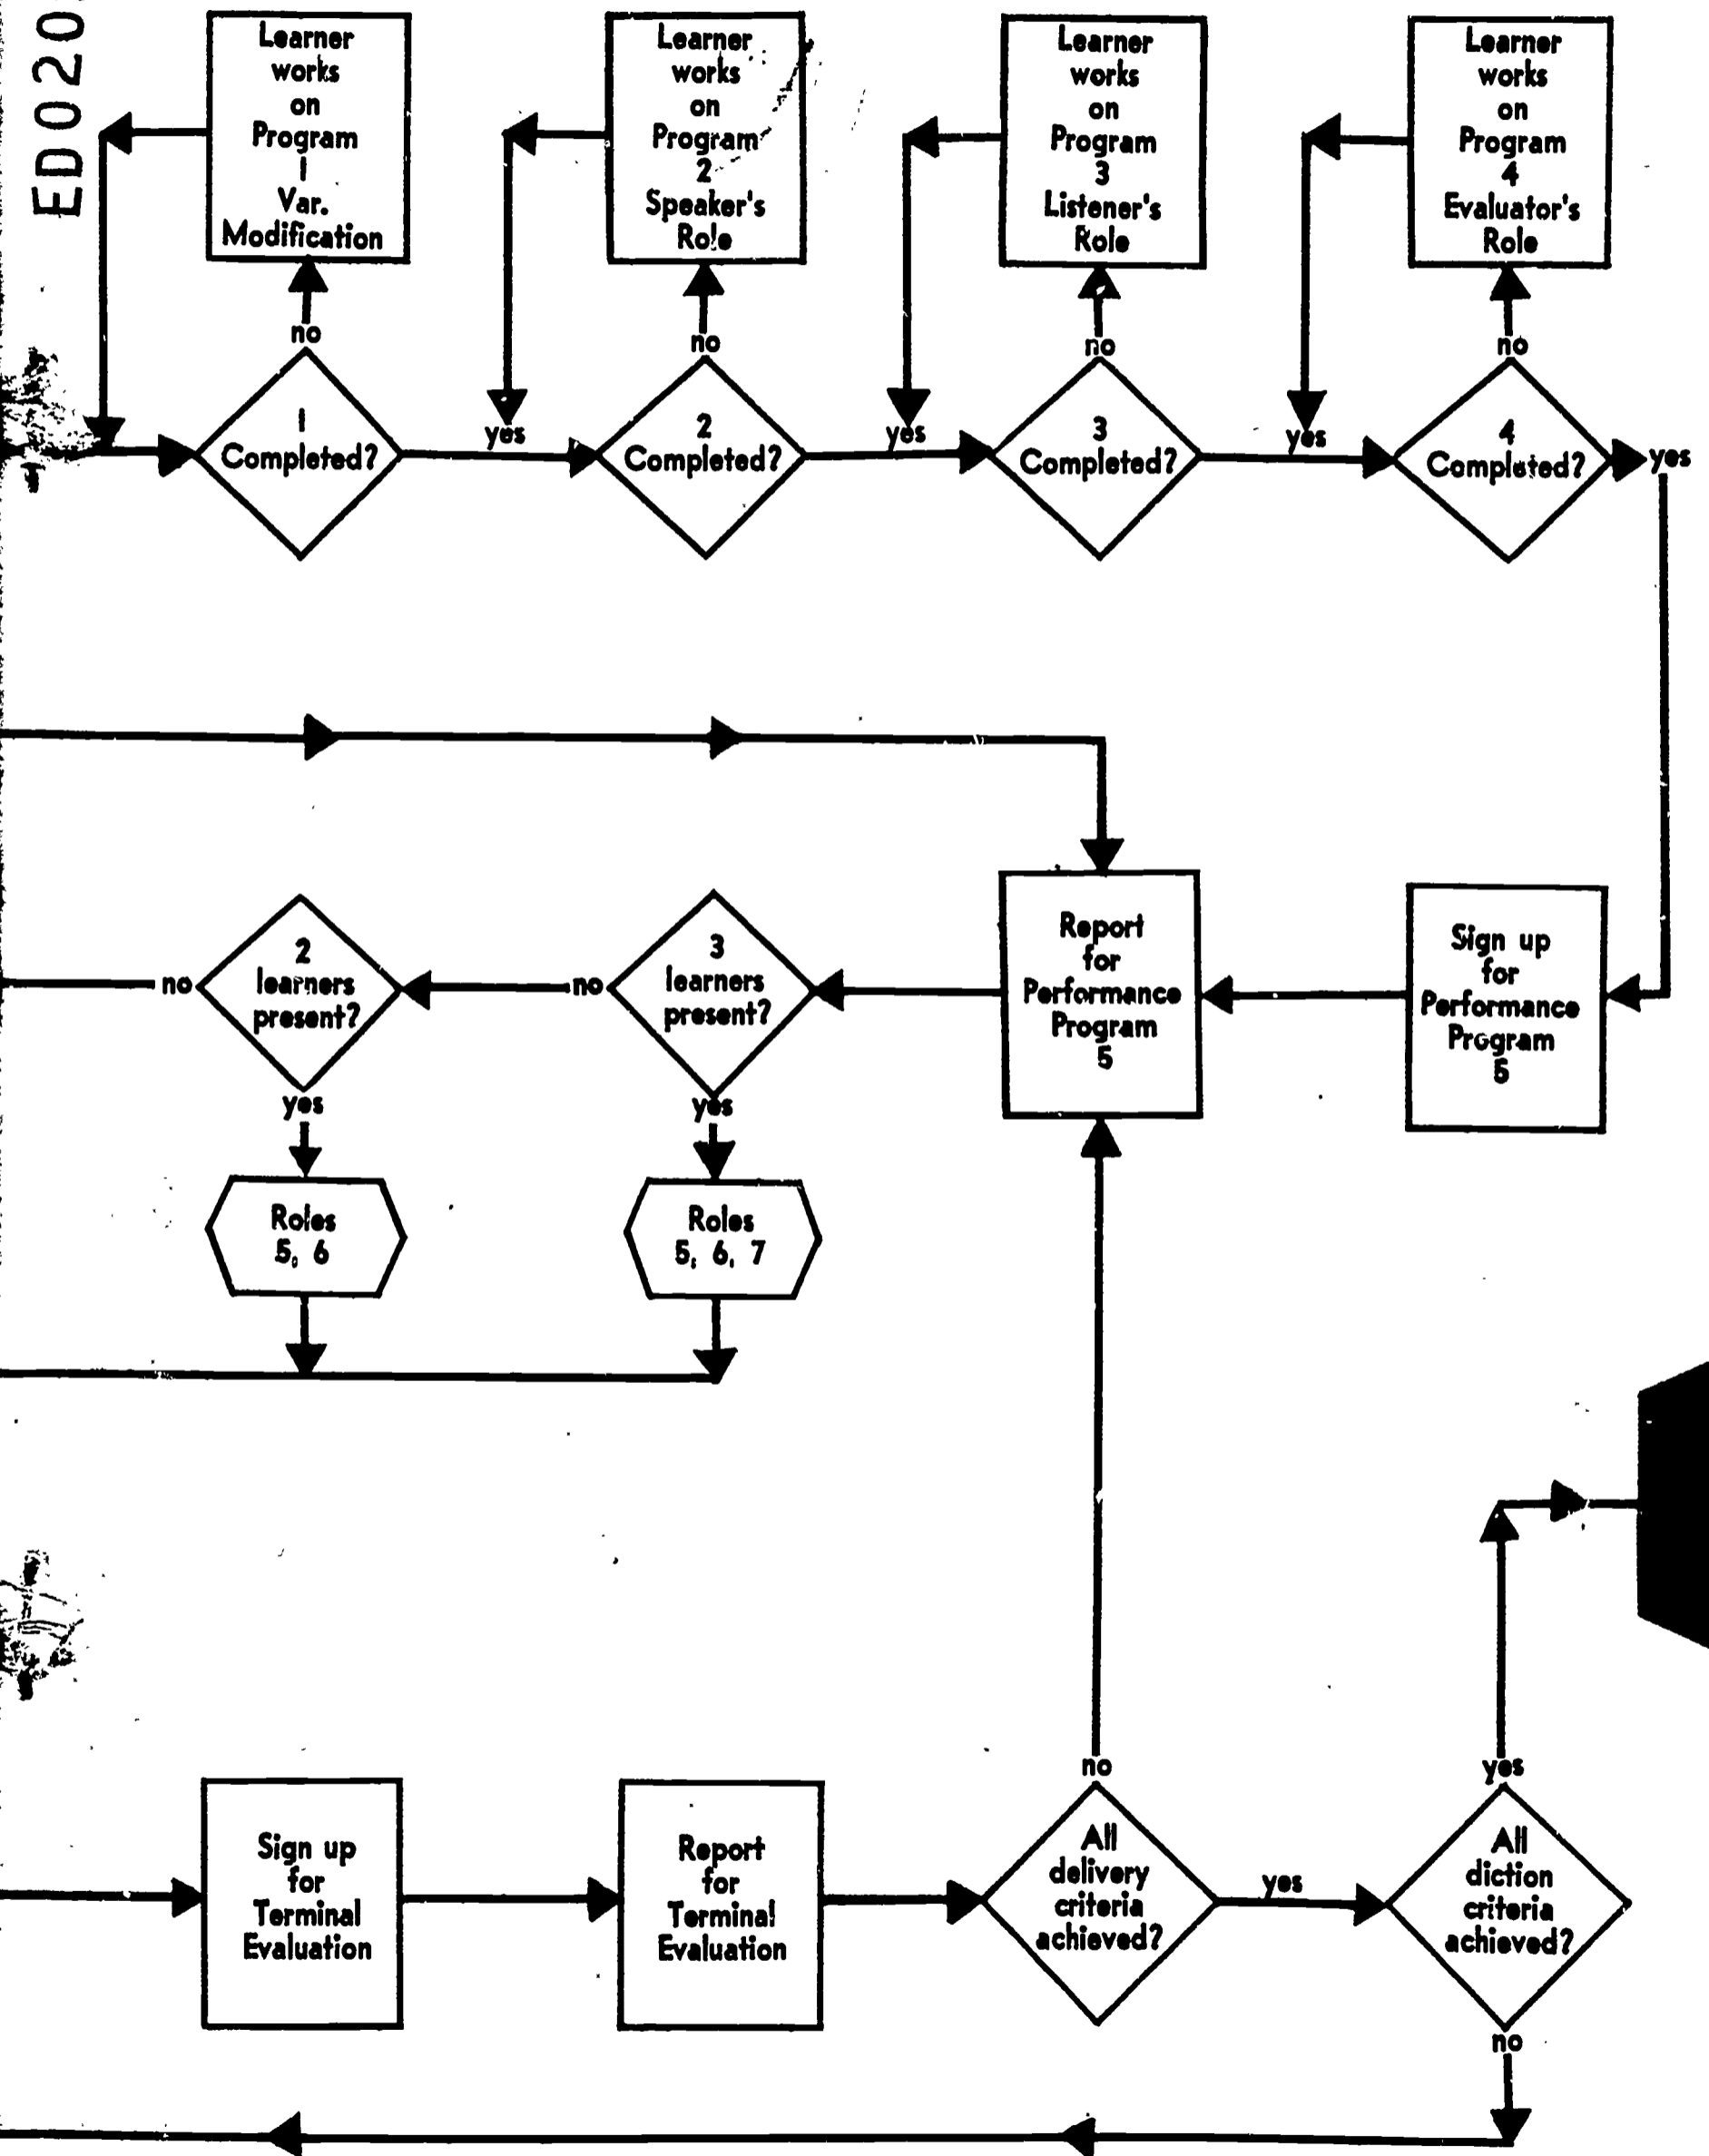 ED020
Learner
works
on
Program
1
Var.
Modification
Learner
works
on
Program
2
Speaker's
Role
Learner
works
on
Program
3
Listener's
Role
Learner
works
on
Program
4
Evaluator's
Role
no
no
no
no
1
Completed?
yes
2
Completed?
yes
3
Completed?
yes
4
Completed?
yes
no
2
learners
present?
no
3
learners
present?
Report
for
Performance
Program
5
Sign up
for
Performance
Program
5
yes
yes
Roles
5, 6
Roles
5, 6, 7
no
yes
Sign up
for
Terminal
Evaluation
Report
for
Terminal
Evaluation
All
delivery
criteria
achieved?
yes
All
diction
criteria
achieved?
no